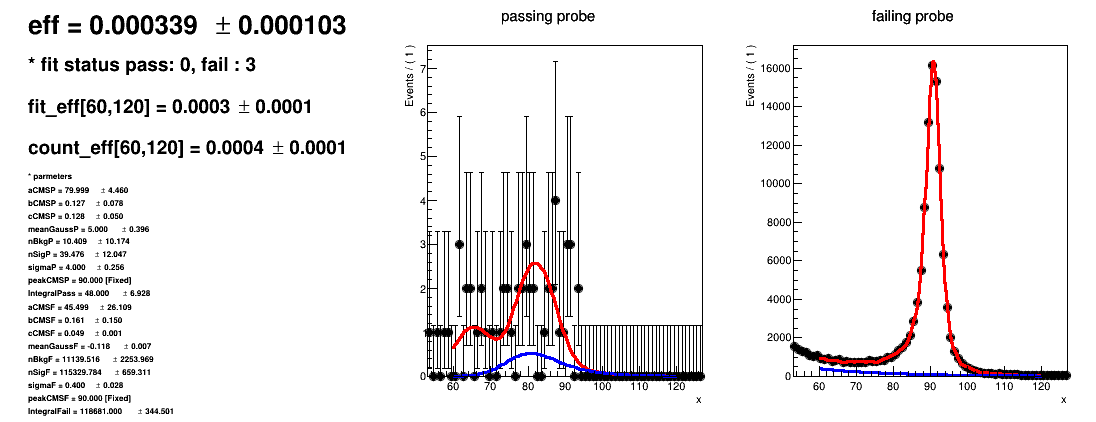 eff = 0.000339 ± 0.000103
* fit status pass: 0, fail : 3
fit_eff[60,120] = 0.0003 ± 0.0001
count_eff[60,120] = 0.0004 ± 0.0001
* parmeters
aCMSP = 79.999 ± 4.460
bCMSP = 0.127 ± 0.078
cCMSP = 0.128 ± 0.050
meanGaussP = 5.000 ± 0.396
nBkgP = 10.409 ± 10.174
nSigP = 39.476 ± 12.047
sigmaP = 4.000 ± 0.256
peakCMSP = 90.000 [Fixed]
IntegralPass = 48.000 ± 6.928
aCMSF = 45.499 ± 26.109
bCMSF = 0.161 ± 0.150
cCMSF = 0.049 ± 0.001
meanGaussF = -0.118 ± 0.007
nBkgF = 11139.516 ± 2253.969
nSigF = 115329.784 ± 659.311
sigmaF = 0.400 ± 0.028
peakCMSF = 90.000 [Fixed]
IntegralFail = 118681.000 ± 344.501
passing probe
Events / ( 1 )
7
6
5
4
3
2
1
0
60 70 80 90 100 110 120
x
failing probe
Events / ( 1 )
16000
14000
12000
10000
8000
6000
4000
2000
0
60 70 80 90 100 110 120
x